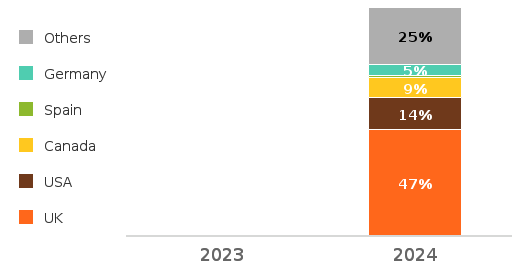 Others
Germany
Spain
Canada
USA
UK
25%
5%
9%
14%
47%
2023
2024